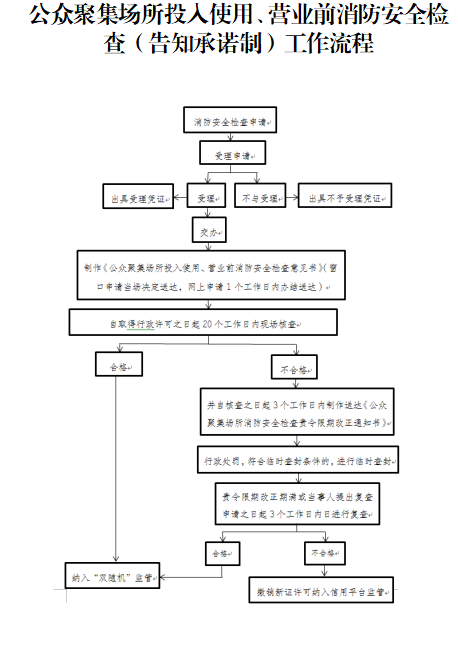 公众聚集场所投入使用、营业前消防安全检
查（告知承诺制）工作流程
消防安全检查申请
受理申请
出具受理凭证
受理
不与受理
出具不予受理凭证
交办
制作《公众聚集场所投入使用、营业前消防安全检查意见书》（窗
口申请当场决定送达，网上申请1个工作日内办结送达）
自取得行政许可之日起20个工作日内现场核查
合格
不合格
并自核查之日起3个工作日内制作送达《公众
聚集场所消防安全检查责令限期改正通知书》
行政处罚，符合临时查封条件的，进行临时查封
责令限期改正期满或当事人提出复查
申请之日起3个工作日内日进行复查
合格
不合格
纳入“双随机”监管
撤销新证许可纳入信用平台监管